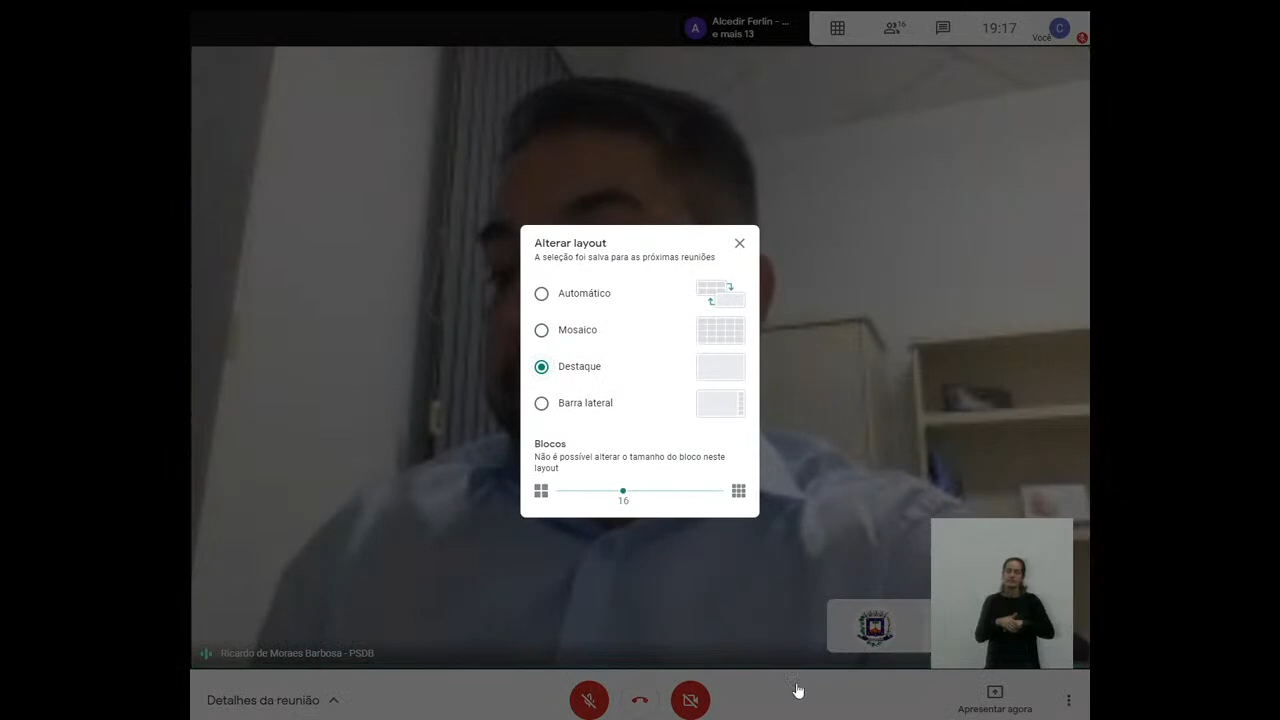 Alcedir Ferlin - ...
e mais 13
16
19:17
C
Você
A
Alterar layout
A seleção foi salva para as próximas reuniões
Automático
Mosaico
Destaque
Barra lateral
Blocos
Não é possível alterar o tamanho do bloco neste
layout
16
Ricardo de Moraes Barbosa - PSDB
Detalhes da reunião
Apresentar agora